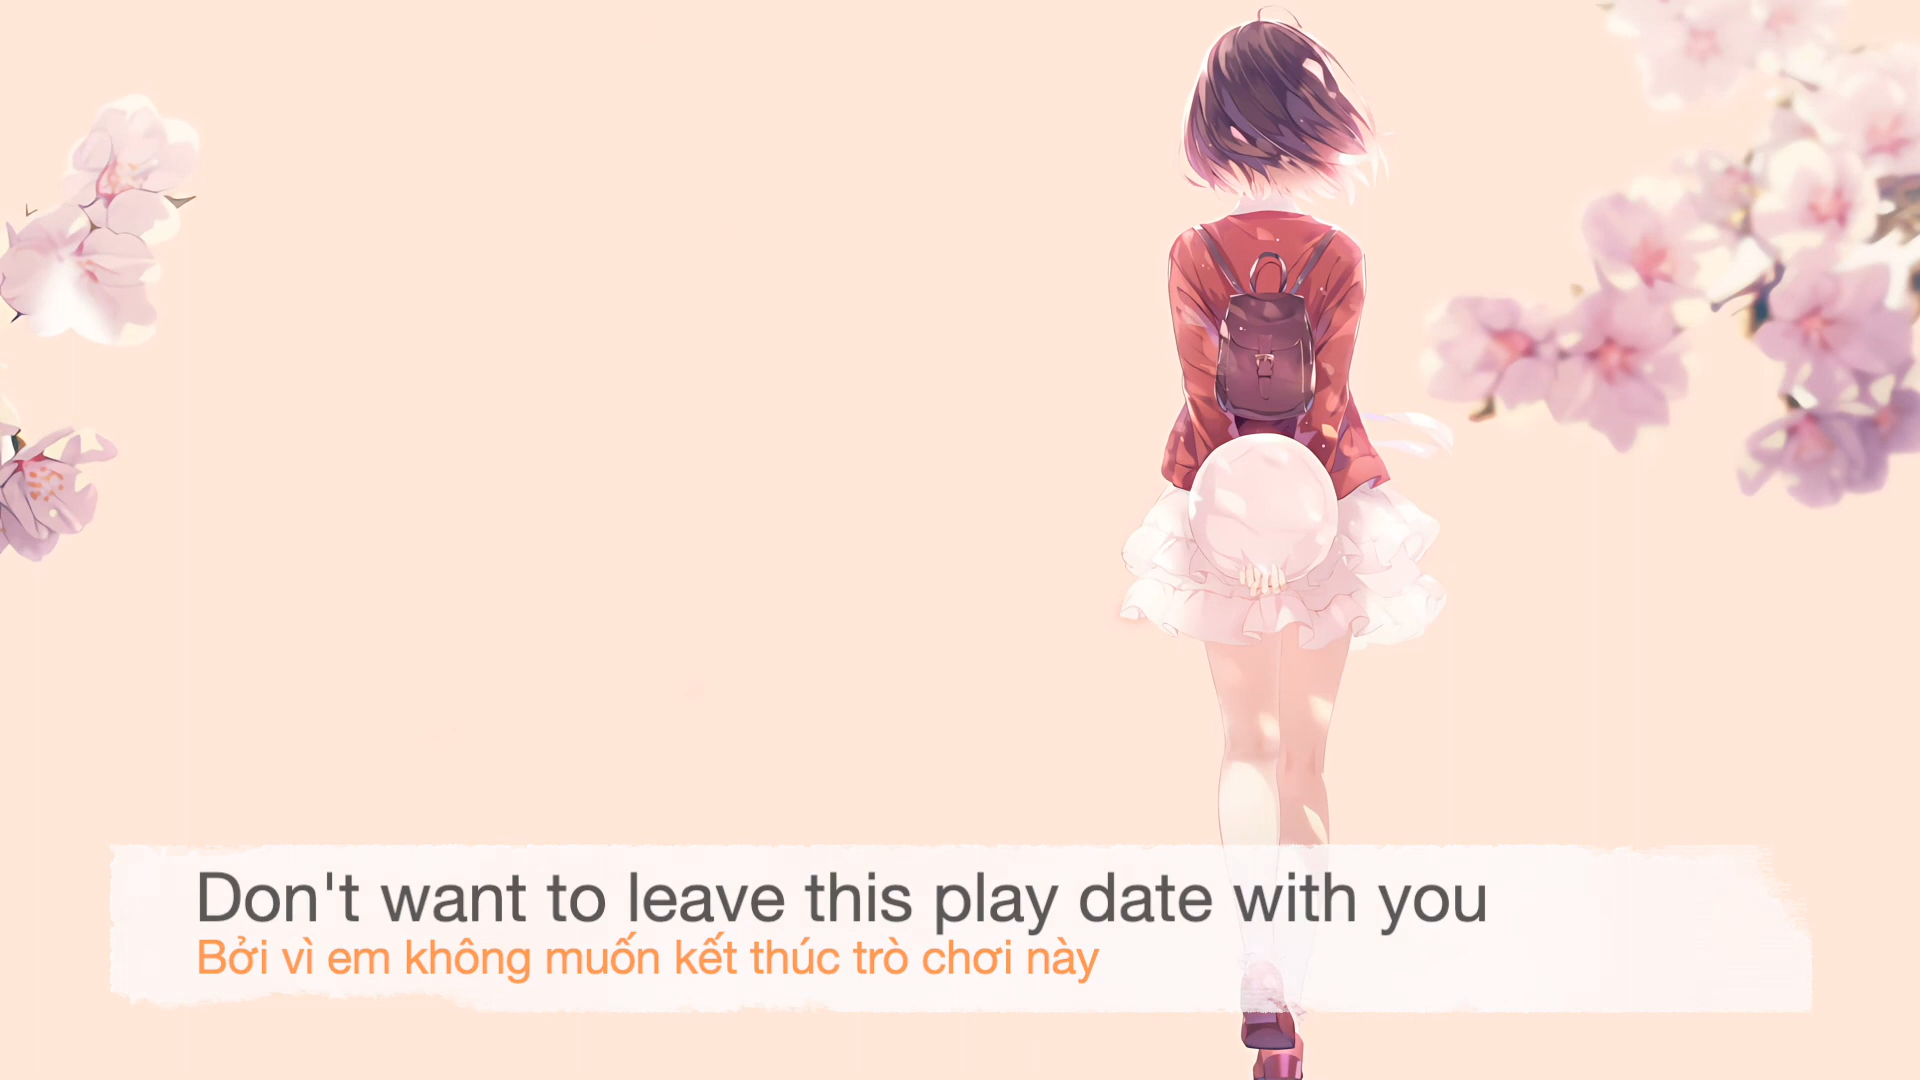 Don't want to leave this play date with you
Bởi vì em không muốn kết thúc trò chơi này